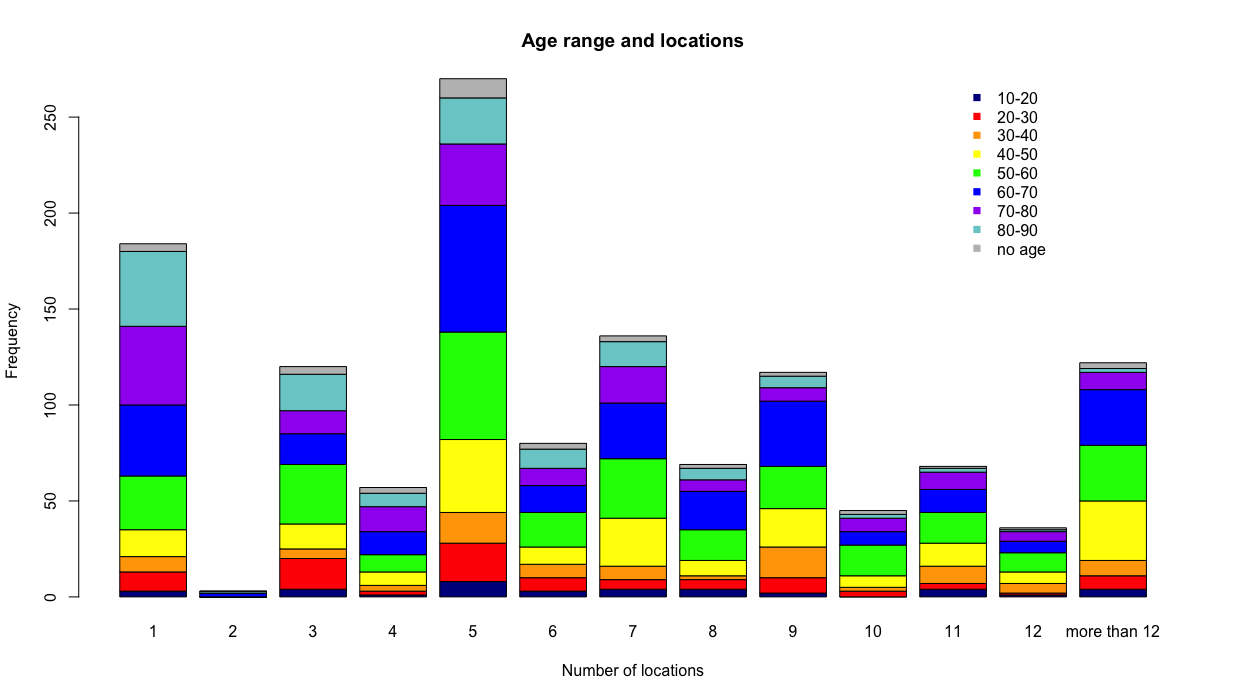 Age range and locations
10-20
20-30
30-40
40-50
50-60
60-70
70-80
80-90
no age
Frequency
250
200
150
100
50
0
1 2 3 4 5 6 7 8 9 10 11 12 more than 12
Number of locations